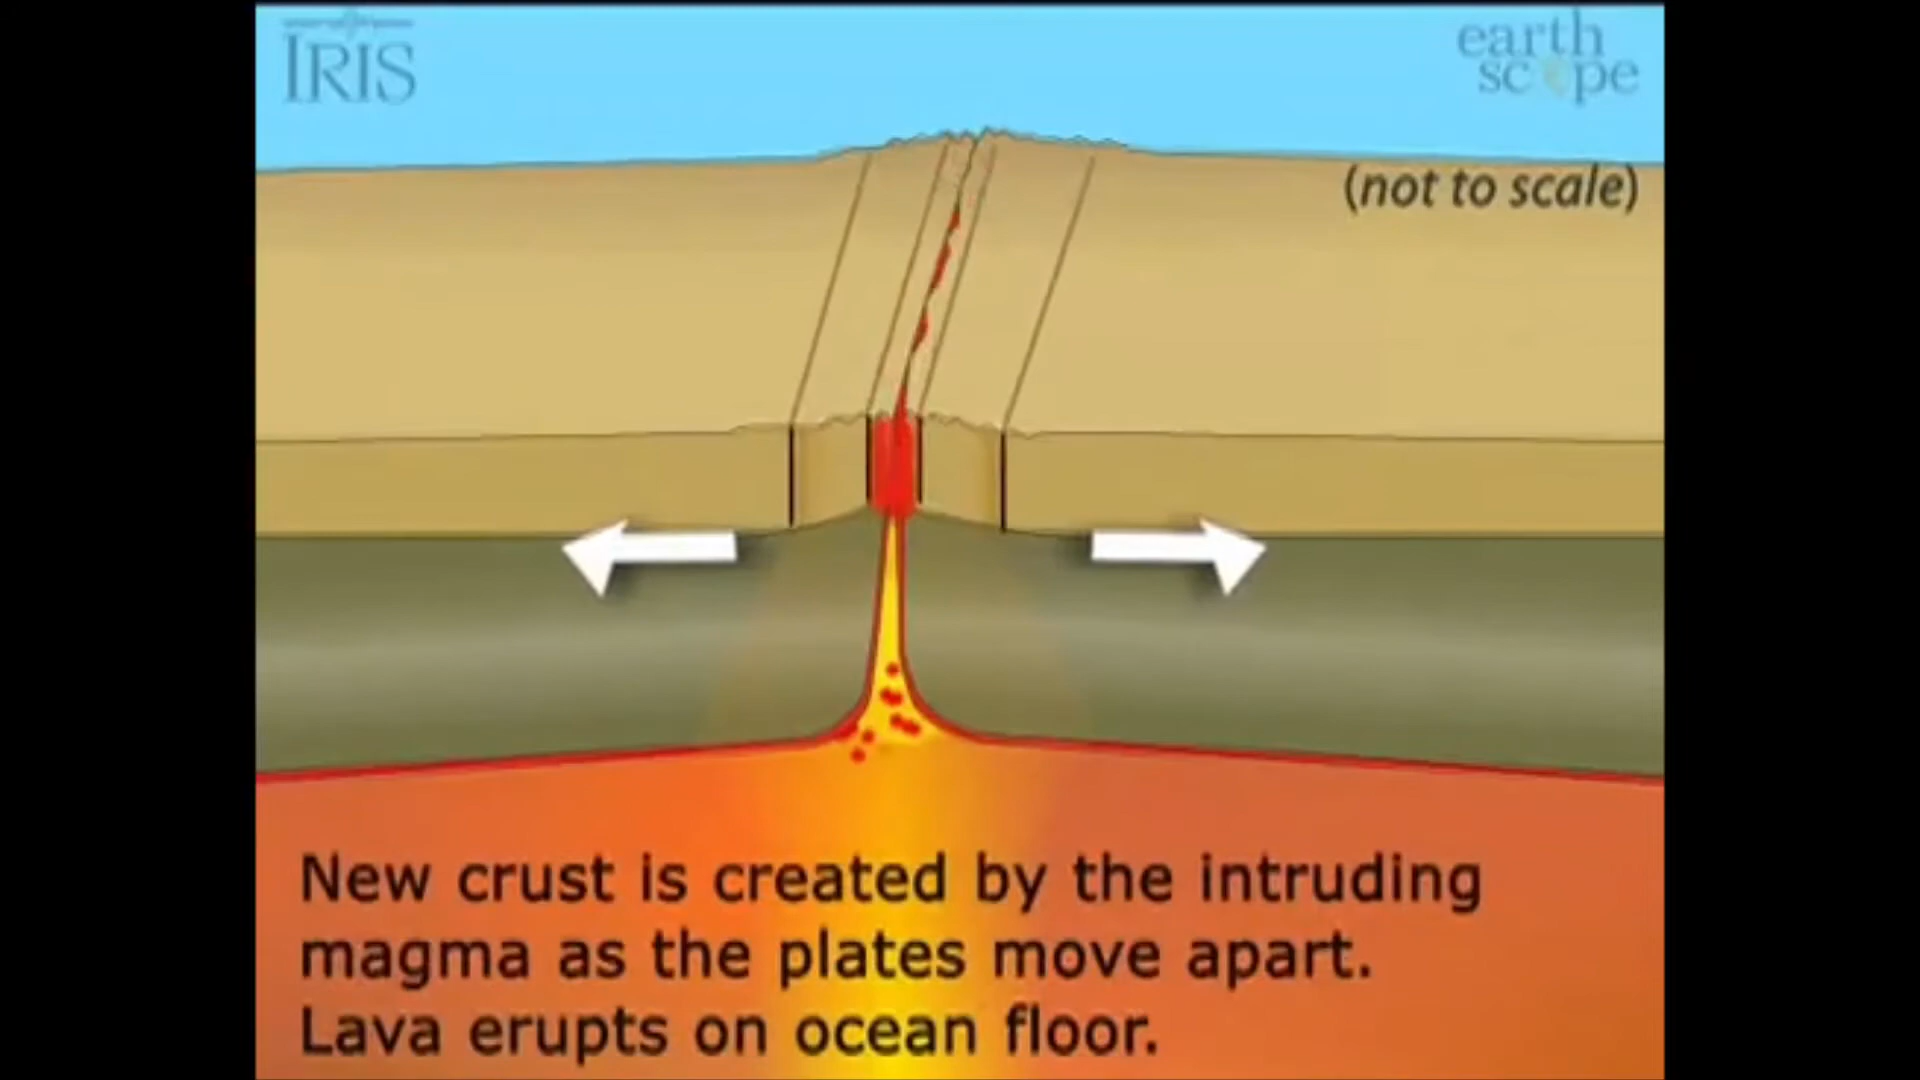 IRIS
earth
scope
(not to scale)
New crust is created by the intruding
magma as the plates move apart.
Lava erupts on ocean floor.